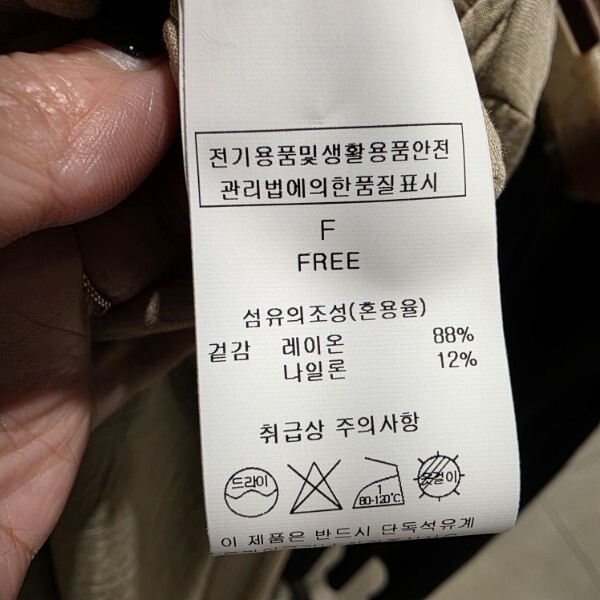 전기용품및생활용품안전
관리법에의한품질표시
F
FREE
섬유의조성(혼용율)
겉감 레이온 88%
나일론 12%
취급상 주의사항
드라이
1
80-120℃
옷걸이
이 제품은 반드시 단독석유계